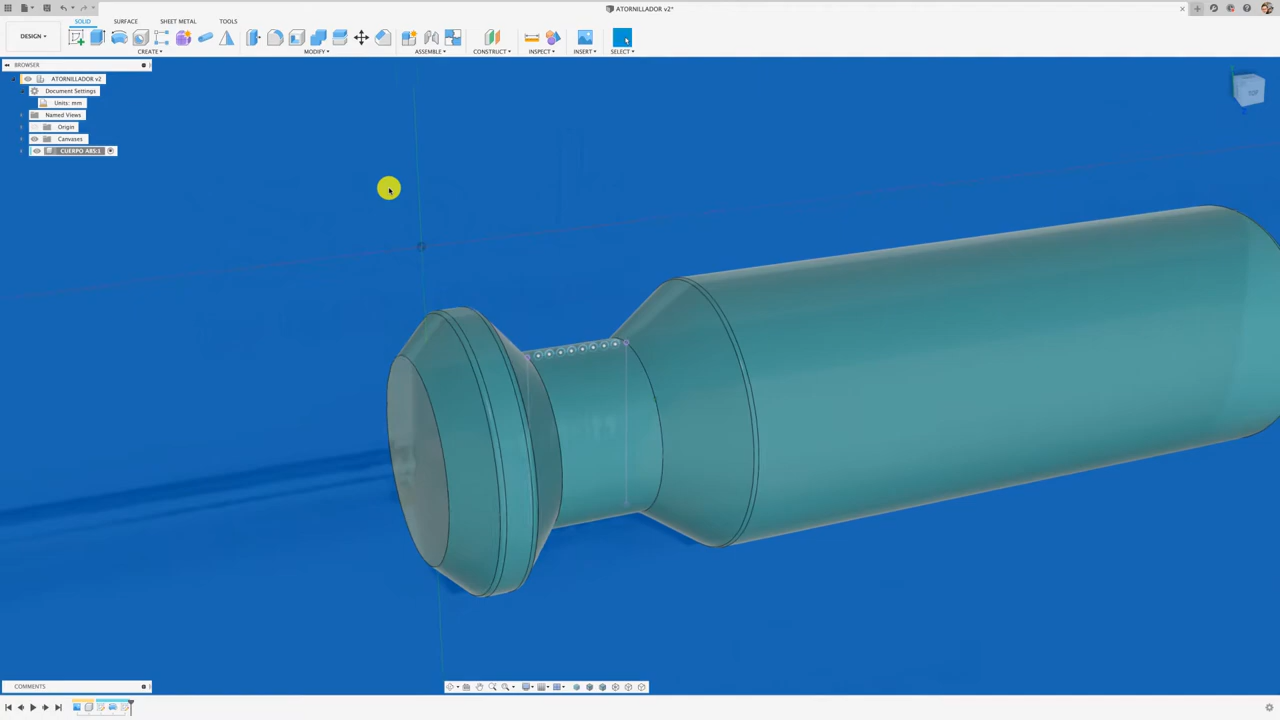 ATORNILLADOR v2*
DESIGN
SOLID
SURFACE
SHEET METAL
TOOLS
CREATE
MODIFY
ASSEMBLE
CONSTRUCT
INSPECT
INSERT
SELECT
BROWSER
ATORNILLADOR v2
Document Settings
Units: mm
Named Views
Origin
Canvases
CUERPO ABS:1
TOP
COMMENTS